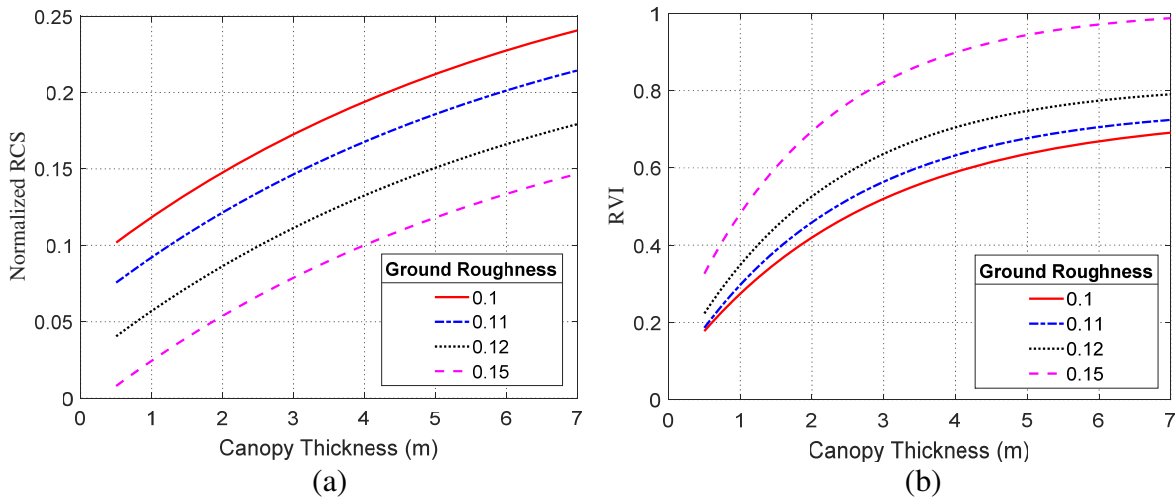 0.25
0.2
0.15
0.1
0.05
0
Normalized RCS
0 1 2 3 4 5 6 7
Canopy Thickness (m)
Ground Roughness
0.1
0.11
0.12
0.15
(a)
1
0.8
0.6
0.4
0.2
0
RVI
0 1 2 3 4 5 6 7
Canopy Thickness (m)
Ground Roughness
0.1
0.11
0.12
0.15
(b)